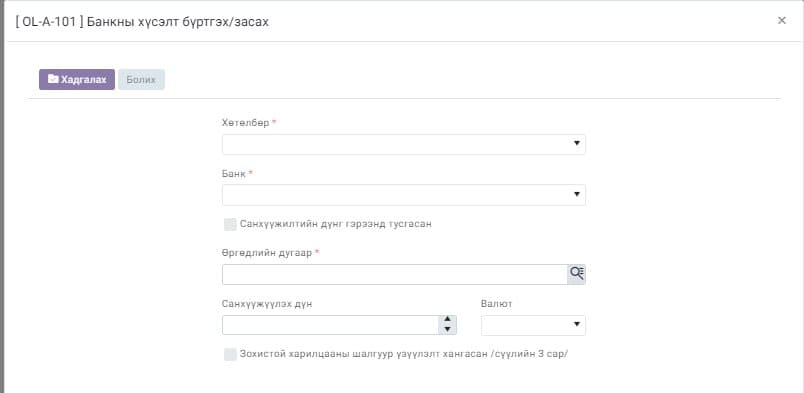 [ OL-A-101 ] Банкны хүсэлт бүртгэх/засах ×
Хадгалах Болих
Хөтөлбөр *
Банк *
Санхүүжилтийн дүнг гэрээнд тусгасан
Өргөдлийн дугаар *
Санхүүжүүлэх дүн Валют
Зохистой харилцааны шалгуур үзүүлэлт хангасан /сүүлийн 3 сар/